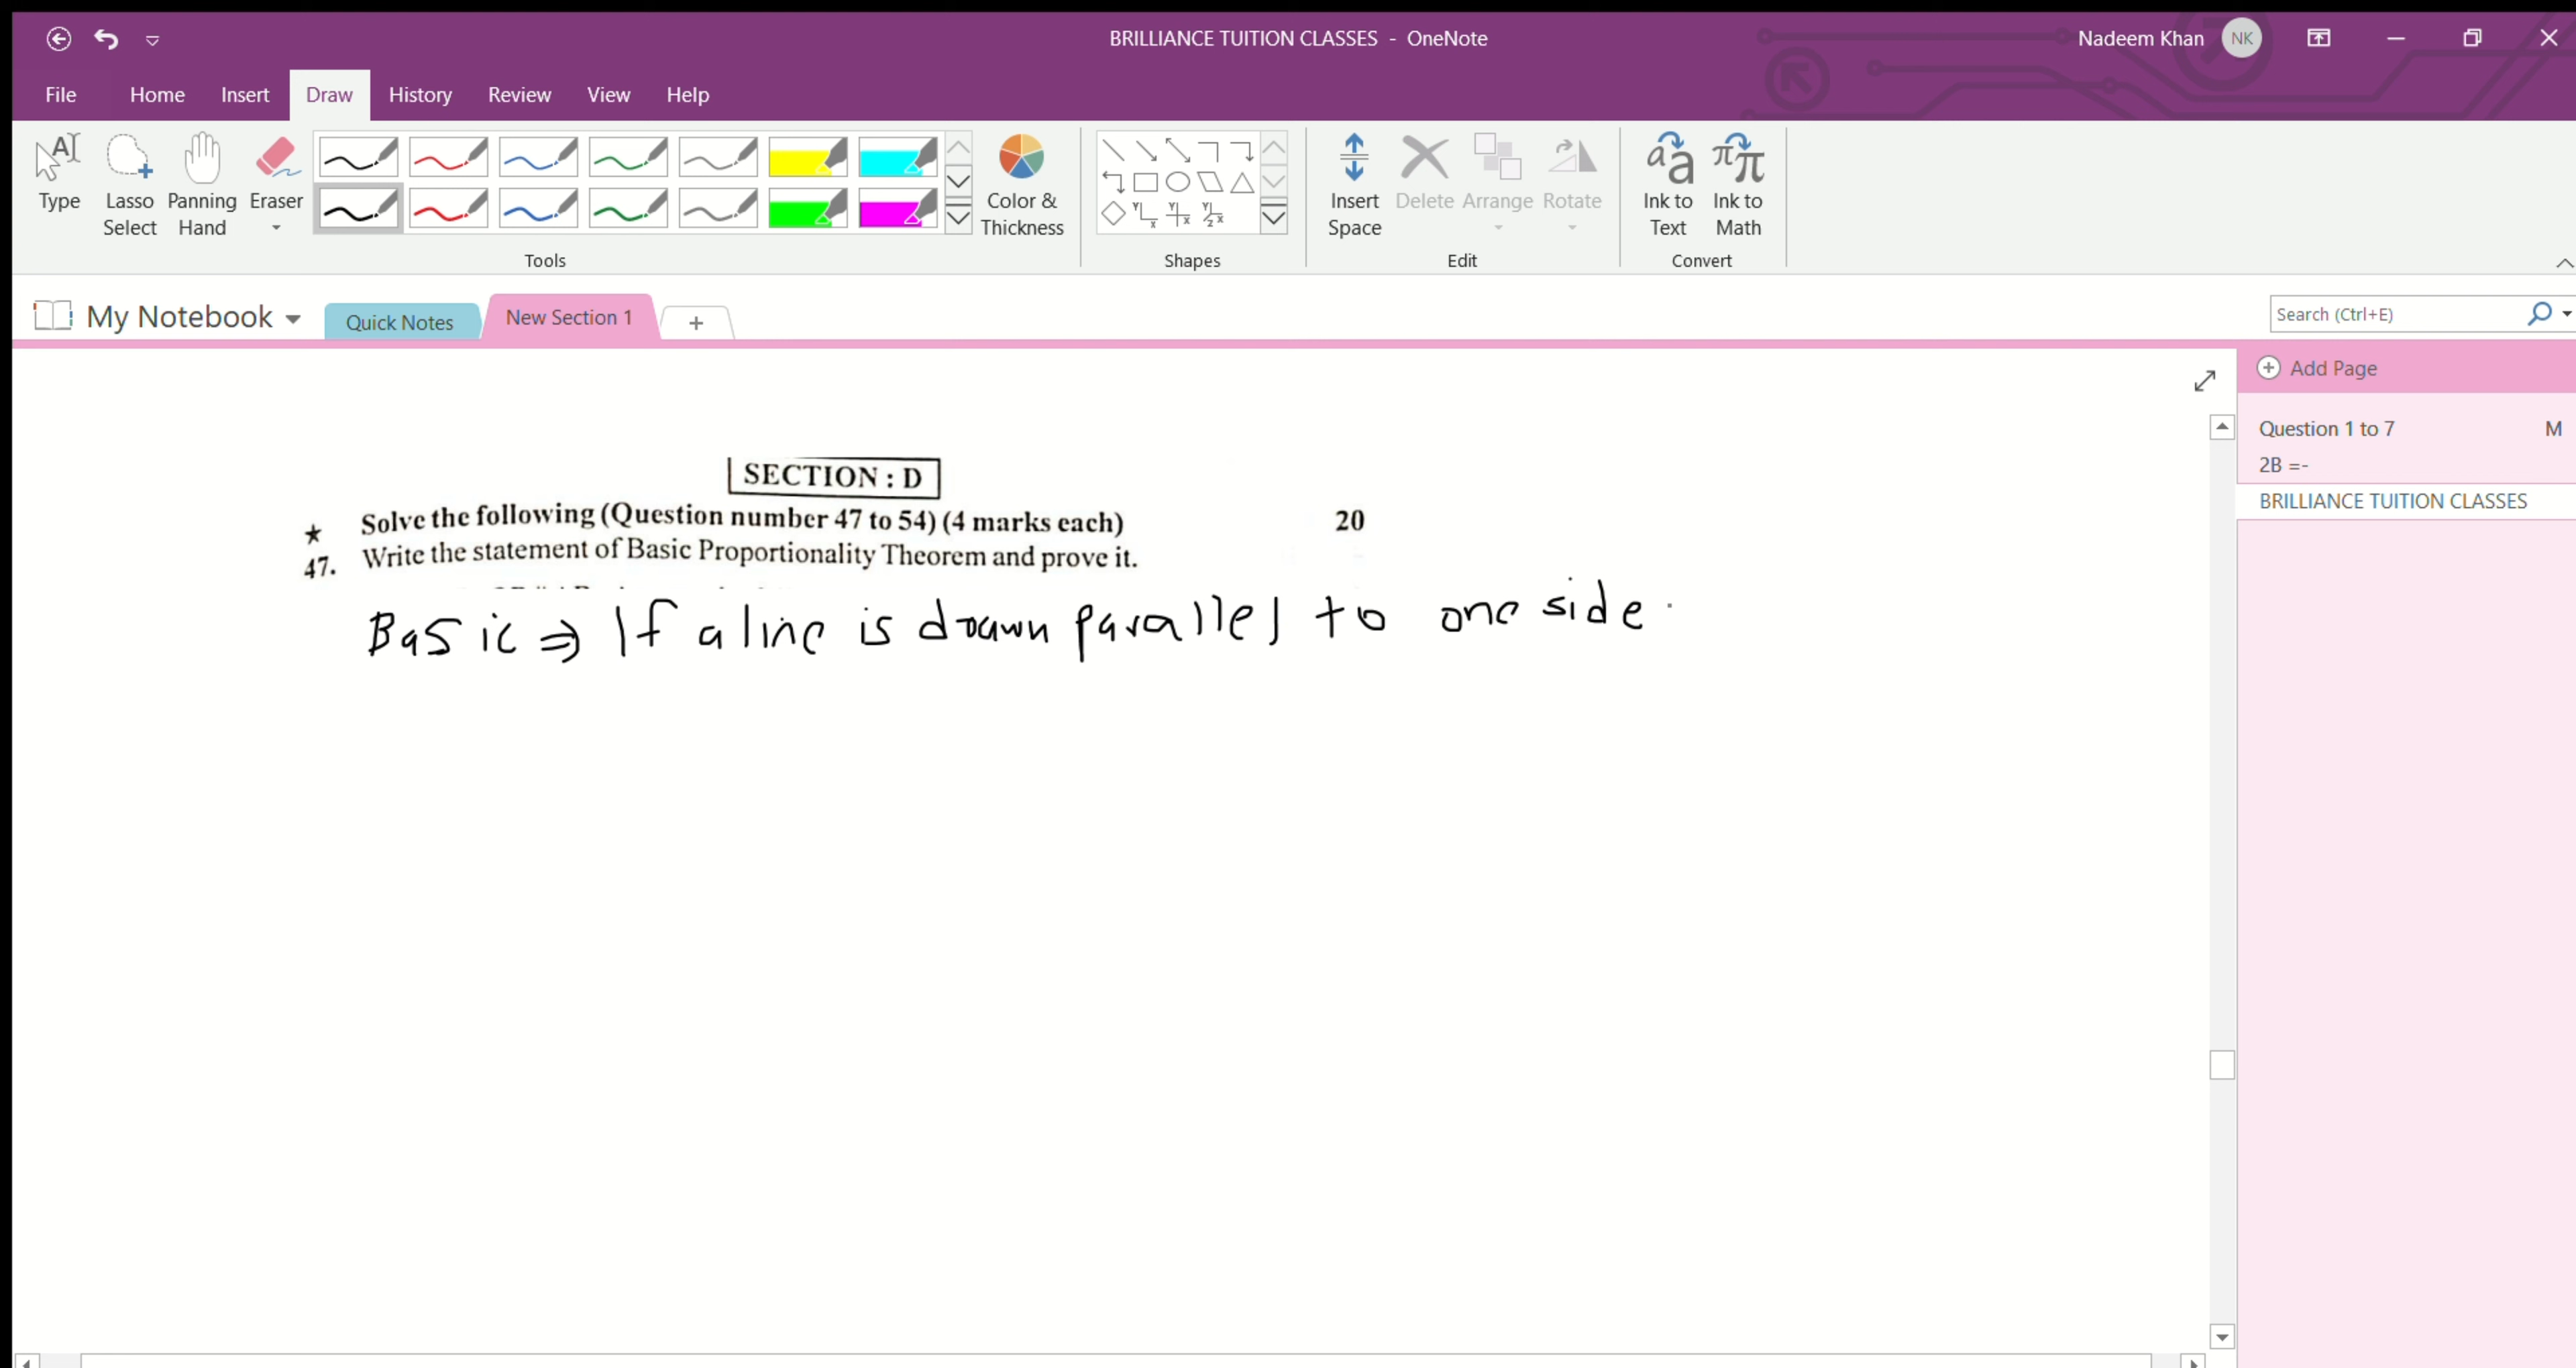 BRILLIANCE TUITION CLASSES - OneNote
Nadeem Khan NK
File Home Insert Draw History Review View Help
Type Lasso Select Panning Hand Eraser Color & Thickness Insert Space Delete Arrange Rotate Ink to Text Ink to Math
Tools Shapes Edit Convert
My Notebook Quick Notes New Section 1 +
Search (Ctrl+E)
Add Page
Question 1 to 7 M
2B =-
BRILLIANCE TUITION CLASSES
SECTION : D
★ Solve the following (Question number 47 to 54) (4 marks each) 20
47. Write the statement of Basic Proportionality Theorem and prove it.
Basic ⇒ If a line is drawn parallel to one side